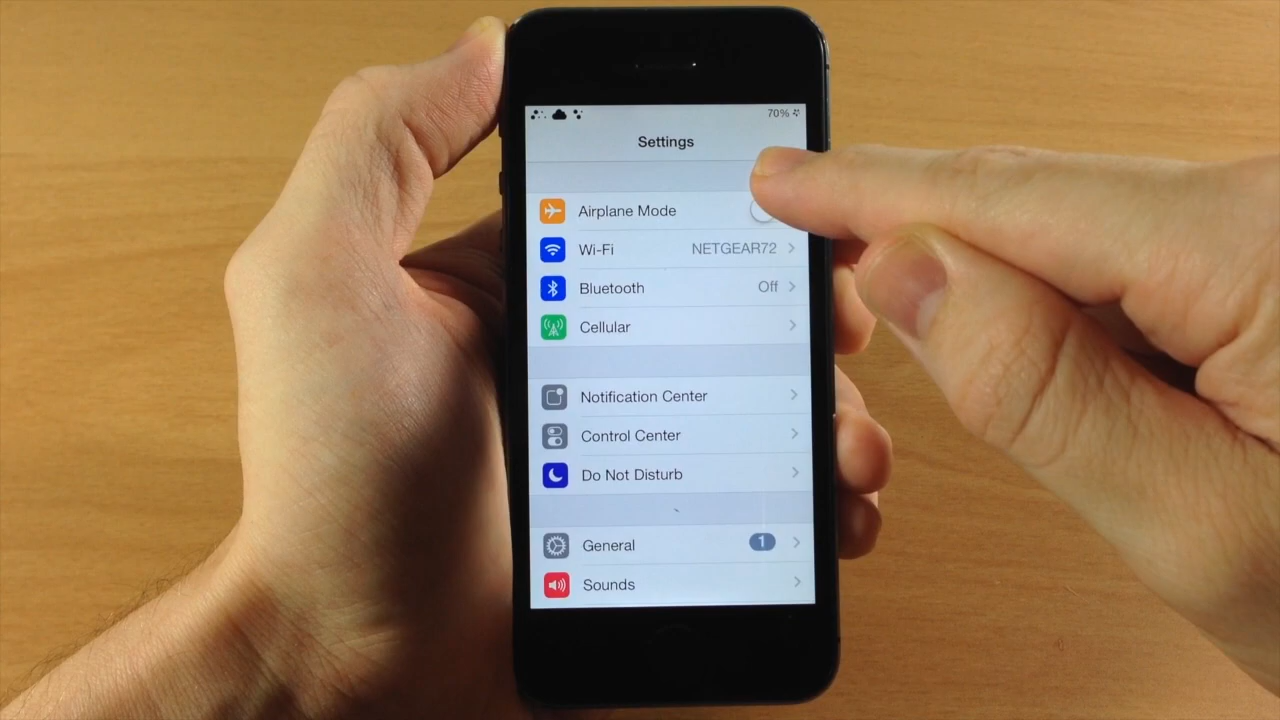 70%
Settings
Airplane Mode
Wi-Fi NETGEAR72
Bluetooth Off
Cellular
Notification Center
Control Center
Do Not Disturb
General 1
Sounds